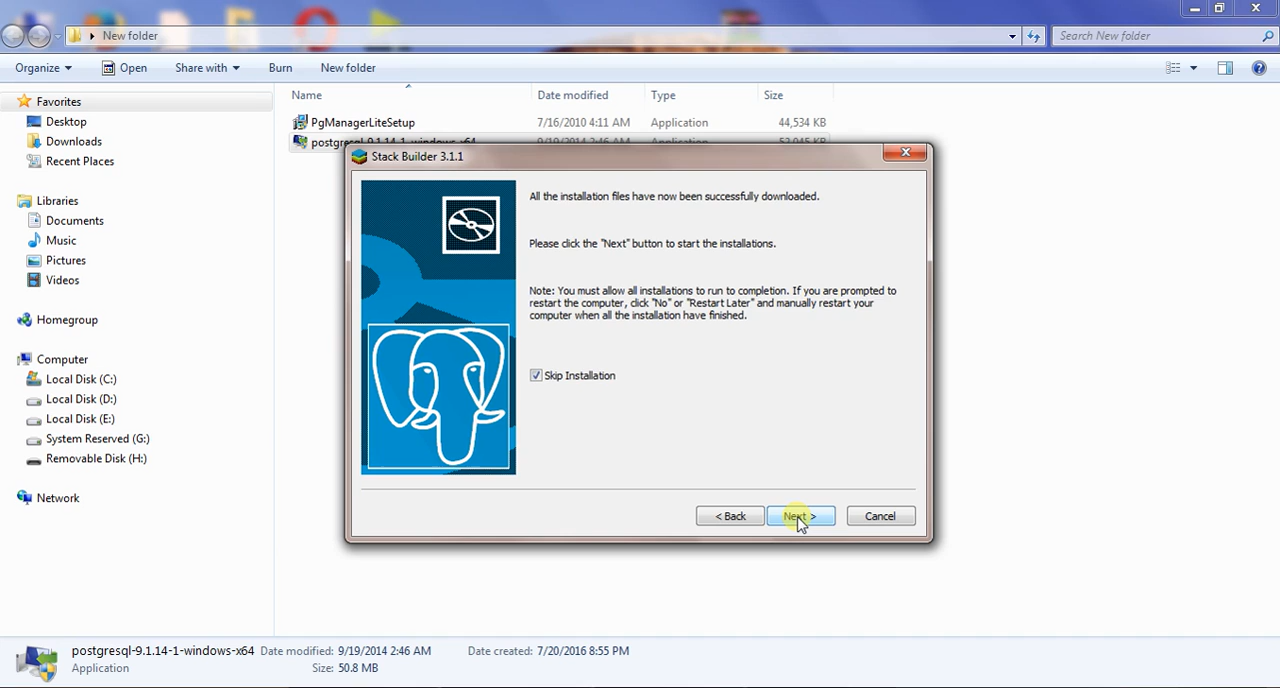 New folder
Search New folder
Organize
Open
Share with
Burn
New folder
Name
Date modified
Type
Size
Favorites
Desktop
Downloads
Recent Places
Libraries
Documents
Music
Pictures
Videos
Homegroup
Computer
Local Disk (C:)
Local Disk (D:)
Local Disk (E:)
System Reserved (G:)
Removable Disk (H:)
Network
PgManagerLiteSetup 7/16/2010 4:11 AM Application 44,534 KB
postgresql-9.1.14-1-windows-x64 9/19/2014 2:46 AM Application
Stack Builder 3.1.1
All the installation files have now been successfully downloaded.
Please click the "Next" button to start the installations.
Note: You must allow all installations to run to completion. If you are prompted to
restart the computer, click "No" or "Restart Later" and manually restart your
computer when all the installation have finished.
Skip Installation
< Back
Next >
Cancel
postgresql-9.1.14-1-windows-x64 Date modified: 9/19/2014 2:46 AM Date created: 7/20/2016 8:55 PM
Application Size: 50.8 MB